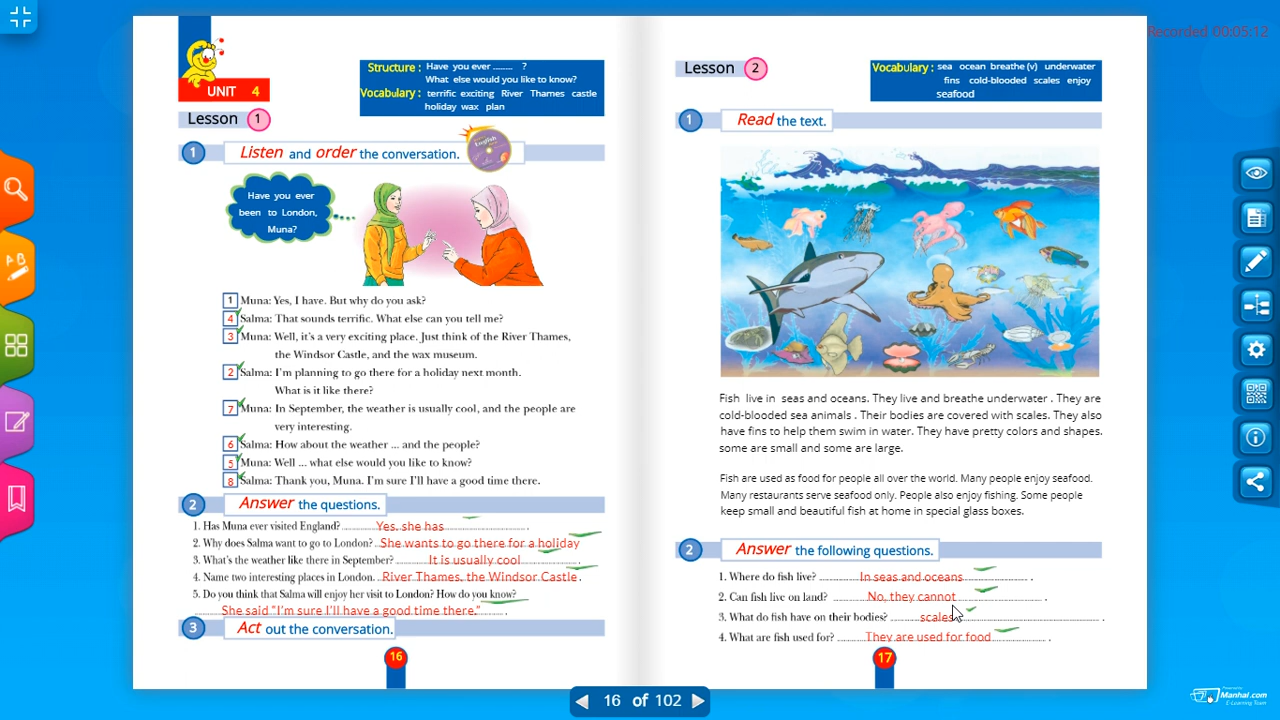 Recorded 00:05:12
UNIT 4
Structure : Have you ever ........ ?
What else would you like to know?
Vocabulary : terrific exciting River Thames castle
holiday wax plan
Lesson 1
1 Listen and order the conversation.
English
Have you ever
been to London,
Muna?
1 Muna: Yes, I have. But why do you ask?
4 Salma: That sounds terrific. What else can you tell me?
3 Muna: Well, it's a very exciting place. Just think of the River Thames,
the Windsor Castle, and the wax museum.
2 Salma: I'm planning to go there for a holiday next month.
What is it like there?
7 Muna: In September, the weather is usually cool, and the people are
very interesting.
6 Salma: How about the weather ... and the people?
5 Muna: Well ... what else would you like to know?
8 Salma: Thank you, Muna. I'm sure I'll have a good time there.
2 Answer the questions.
1. Has Muna ever visited England? Yes, she has
2. Why does Salma want to go to London? She wants to go there for a holiday
3. What's the weather like there in September? It is usually cool
4. Name two interesting places in London. River Thames, the Windsor Castle.
5. Do you think that Salma will enjoy her visit to London? How do you know?
She said "I'm sure I'll have a good time there."
3 Act out the conversation.
16
Lesson 2
Vocabulary : sea ocean breathe (v) underwater
fins cold-blooded scales enjoy
seafood
1 Read the text.
Fish live in seas and oceans. They live and breathe underwater . They are
cold-blooded sea animals . Their bodies are covered with scales. They also
have fins to help them swim in water. They have pretty colors and shapes.
some are small and some are large.
Fish are used as food for people all over the world. Many people enjoy seafood.
Many restaurants serve seafood only. People also enjoy fishing. Some people
keep small and beautiful fish at home in special glass boxes.
2 Answer the following questions.
1. Where do fish live? In seas and oceans
2. Can fish live on land? No, they cannot
3. What do fish have on their bodies? scales
4. What are fish used for? They are used for food
17
16 of 102
A B
Manhal.com
E-Learning Team